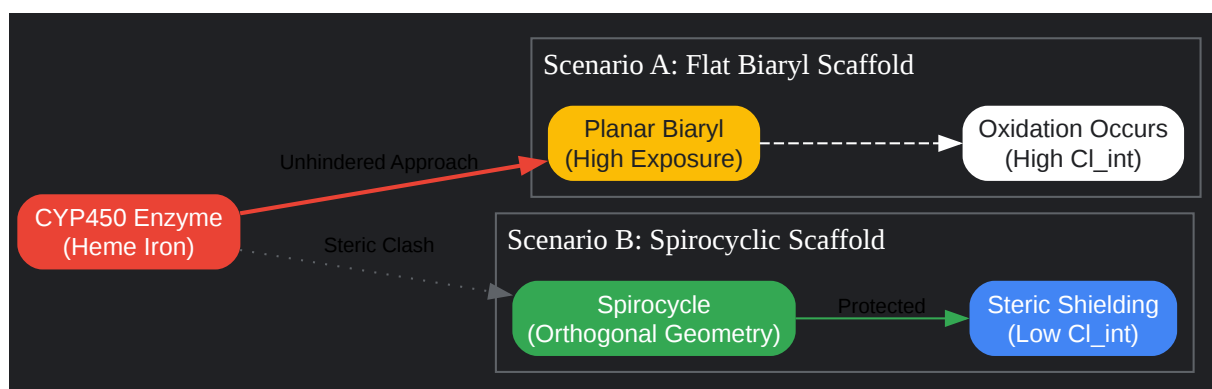 Scenario A: Flat Biaryl Scaffold
Planar Biaryl
(High Exposure)
Oxidation Occurs
(High Cl_int)
Unhindered Approach
CYP450 Enzyme
(Heme Iron)
Steric Clash
Scenario B: Spirocyclic Scaffold
Spirocycle
(Orthogonal Geometry)
Protected
Steric Shielding
(Low Cl_int)